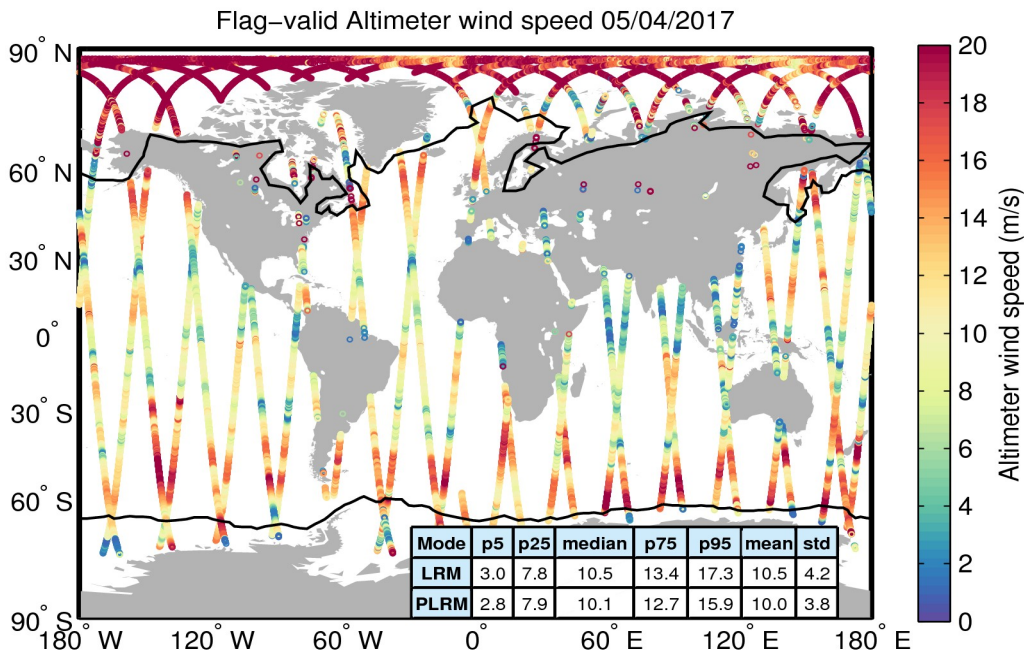 Flag−valid Altimeter wind speed 05/04/2017
90° N
60° N
30° N
0°
30° S
60° S
90° S
180° W
120° W
60° W
0°
60° E
120° E
180° E
Mode p5 p25 median p75 p95 mean std
LRM 3.0 7.8 10.5 13.4 17.3 10.5 4.2
PLRM 2.8 7.9 10.1 12.7 15.9 10.0 3.8
20
18
16
14
12
10
8
6
4
2
0
Altimeter wind speed (m/s)